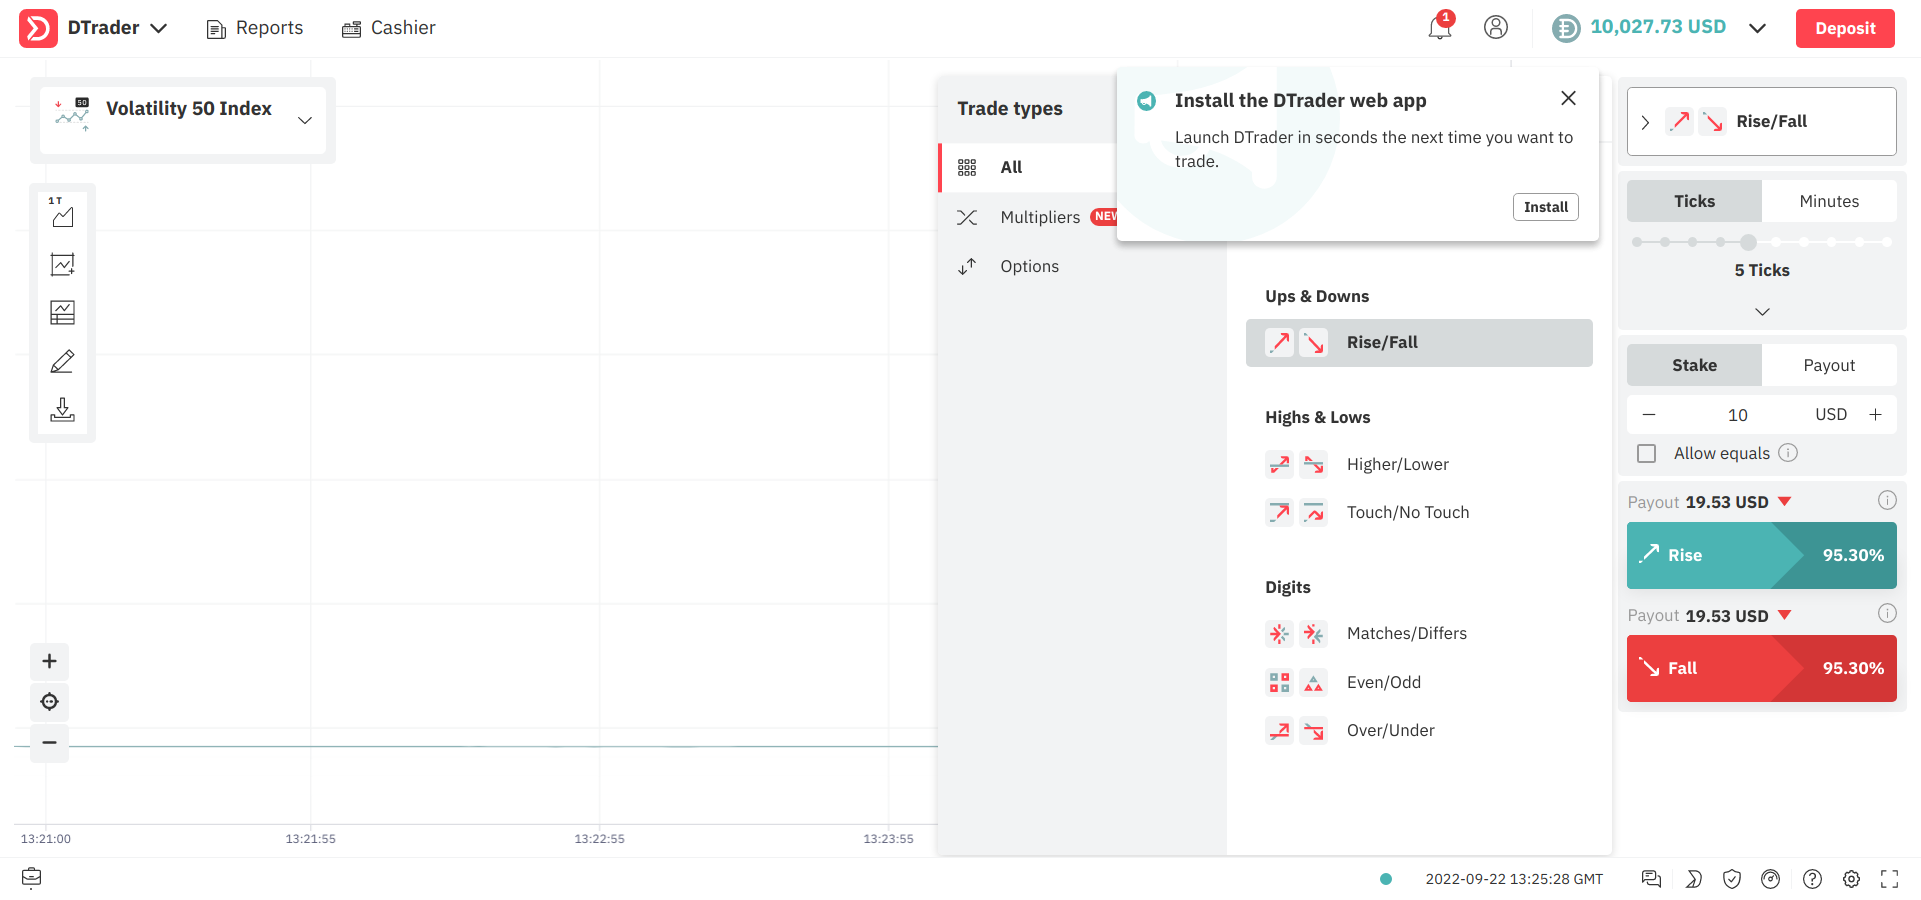 DTrader
Reports
Cashier
1
10,027.73 USD
Deposit
50
Volatility 50 Index
1 T
Trade types
All
Multipliers
NEW
Options
Install the DTrader web app
Launch DTrader in seconds the next time you want to
trade.
Install
Ups & Downs
Rise/Fall
Highs & Lows
Higher/Lower
Touch/No Touch
Digits
Matches/Differs
Even/Odd
Over/Under
Rise/Fall
Ticks
Minutes
5 Ticks
Stake
Payout
10
USD
Allow equals
Payout 19.53 USD
Rise
95.30%
Payout 19.53 USD
Fall
95.30%
13:21:00
13:21:55
13:22:55
13:23:55
2022-09-22 13:25:28 GMT